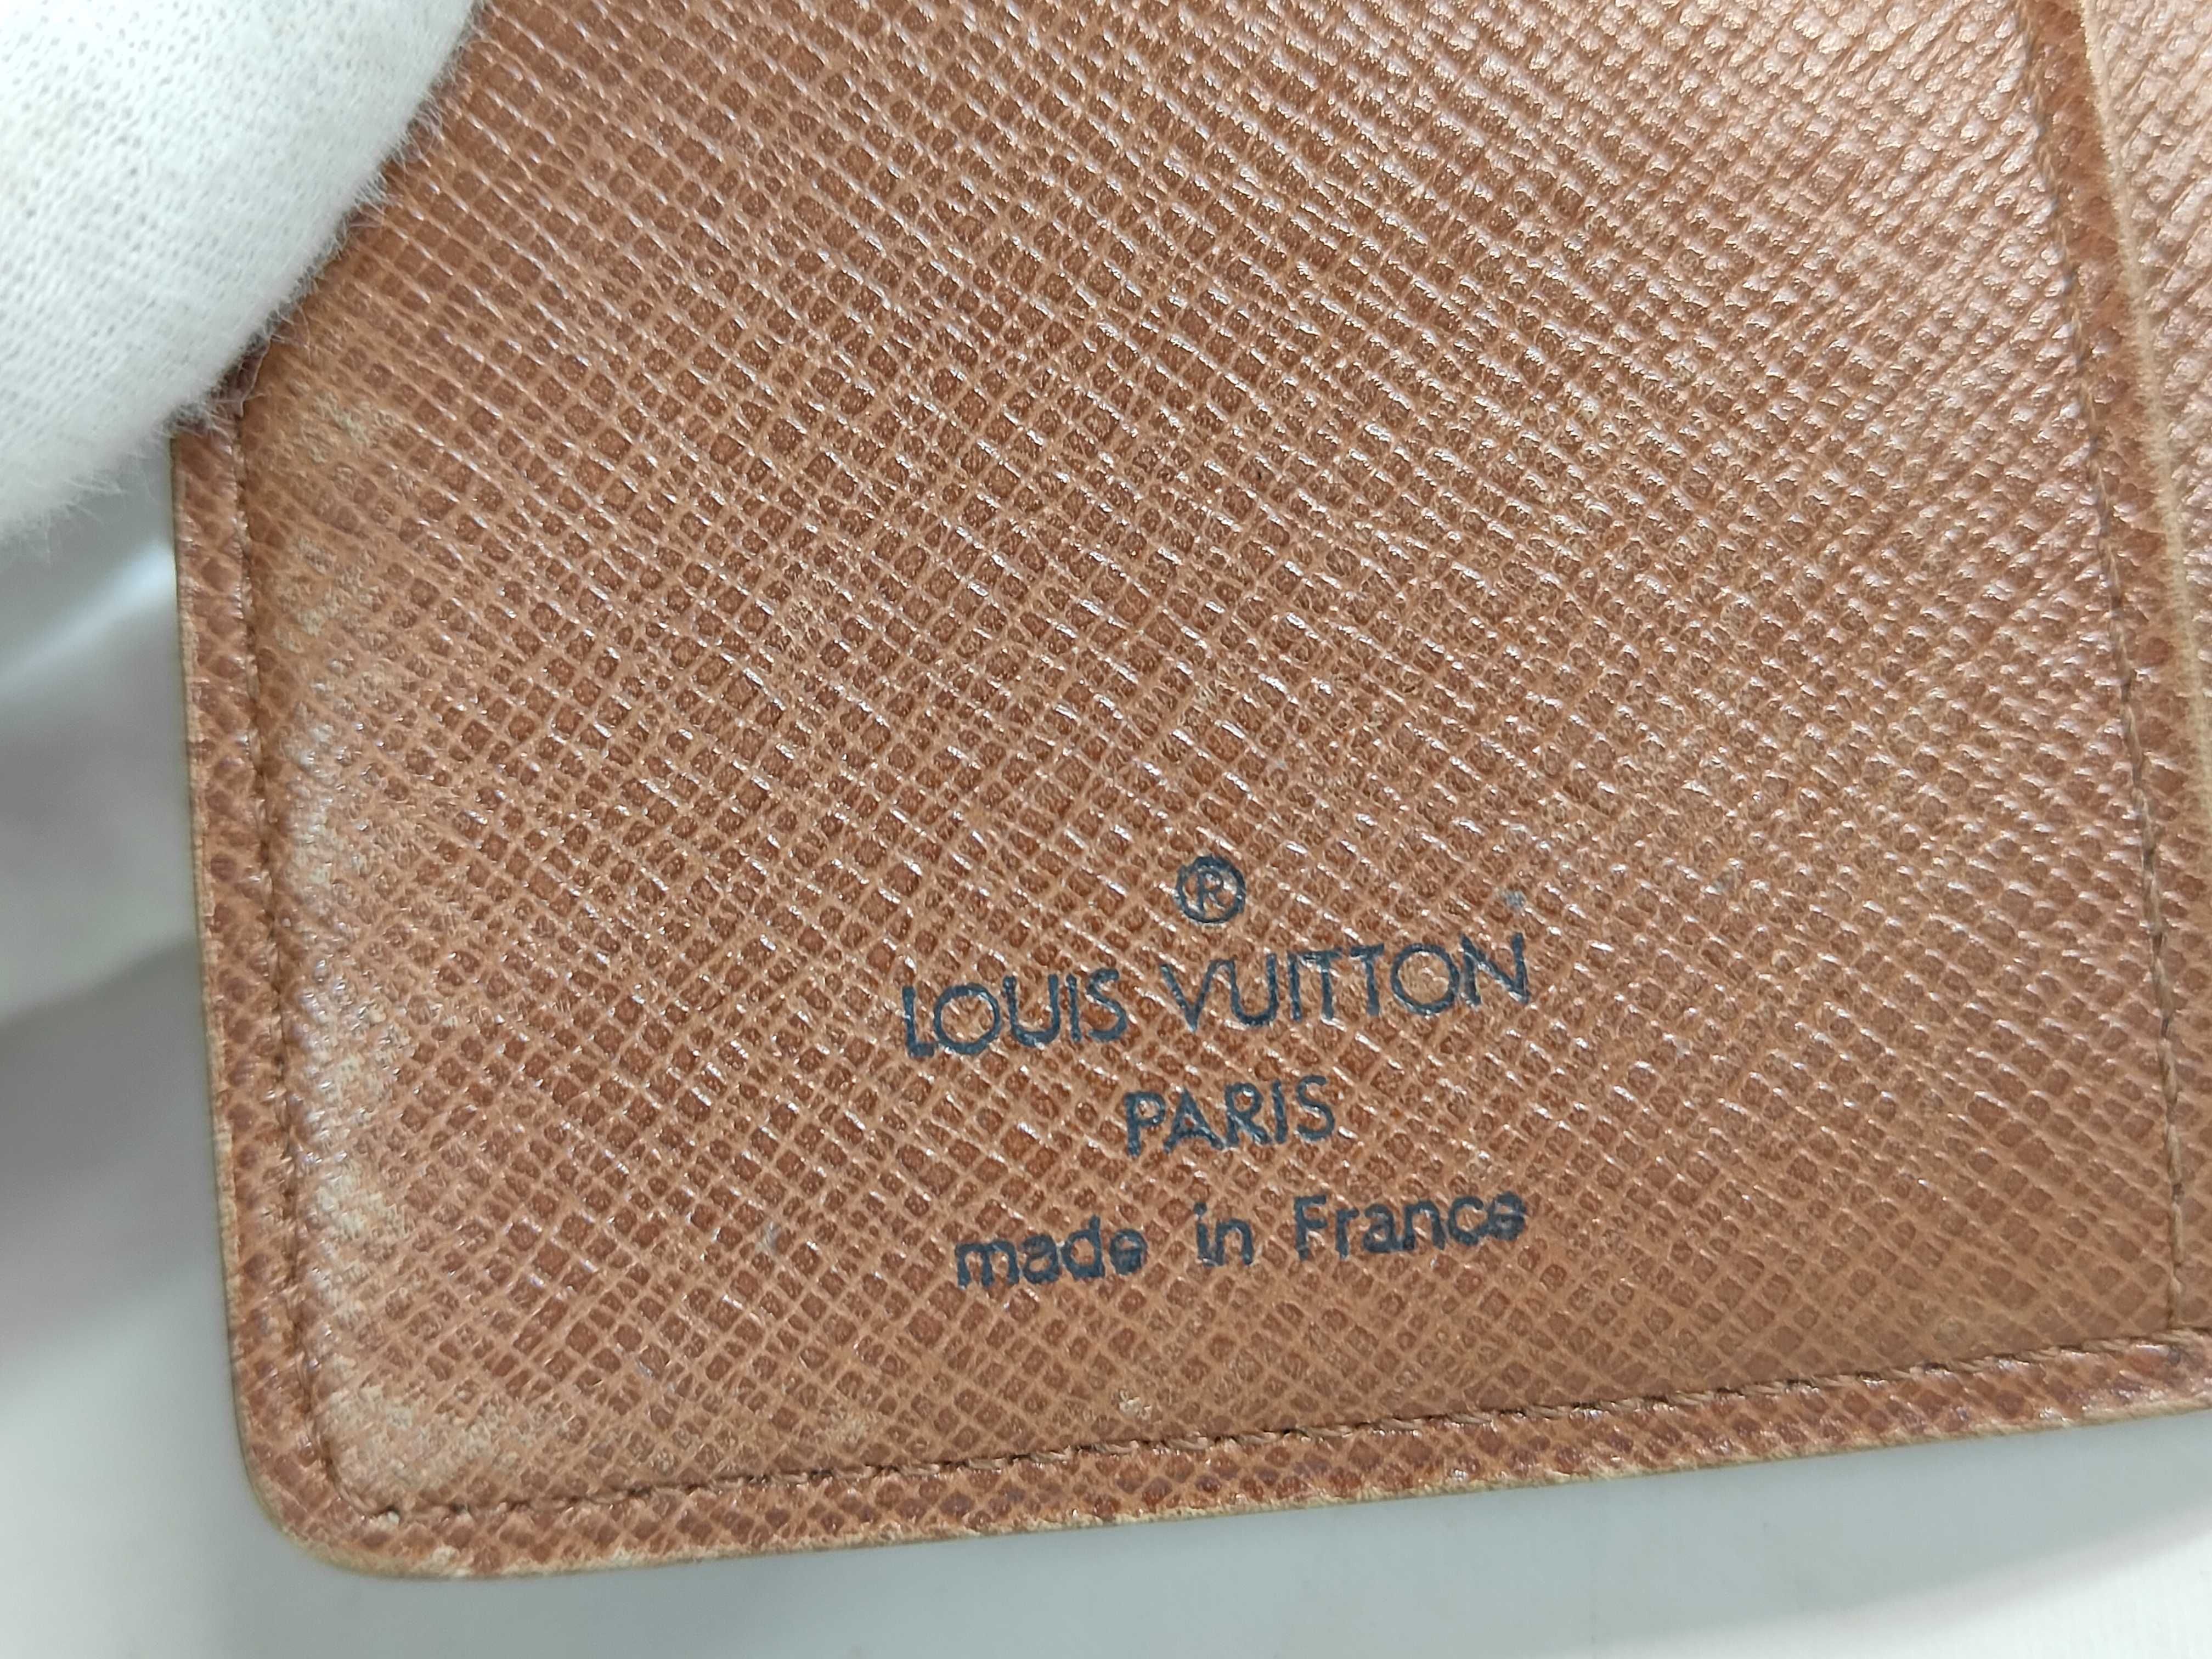 ®
LOUIS VUITTON
PARIS
made in France